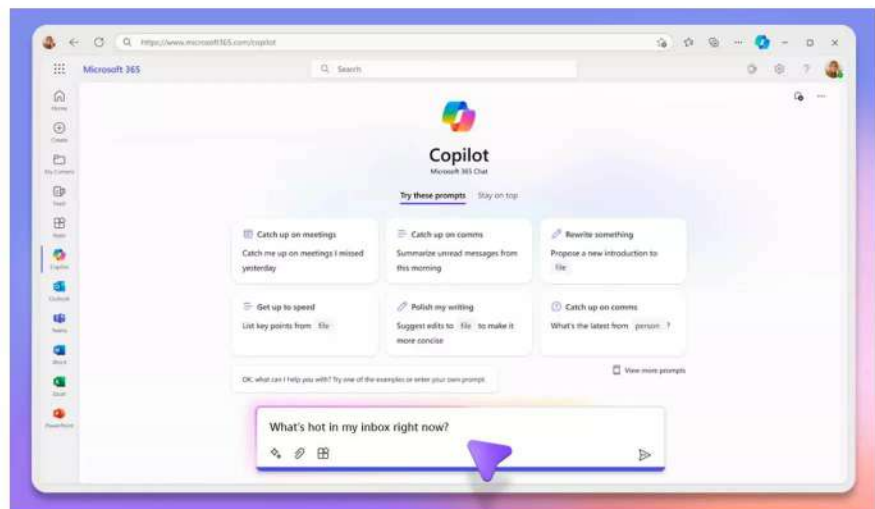 https://www.microsoft365.com/copilot
Microsoft 365
Search
Home
Create
My Content
Feed
Apps
Copilot
Outlook
Teams
Word
Excel
PowerPoint
Copilot
Microsoft 365 Chat
Try these prompts Stay on top
Catch up on meetings
Catch me up on meetings I missed
yesterday
Catch up on comms
Summarize unread messages from
this morning
Rewrite something
Propose a new introduction to
file
Get up to speed
List key points from file
Polish my writing
Suggest edits to file to make it
more concise
Catch up on comms
What's the latest from person ?
View more prompts
OK, what can I help you with? Try one of the examples or enter your own prompt.
What's hot in my inbox right now?